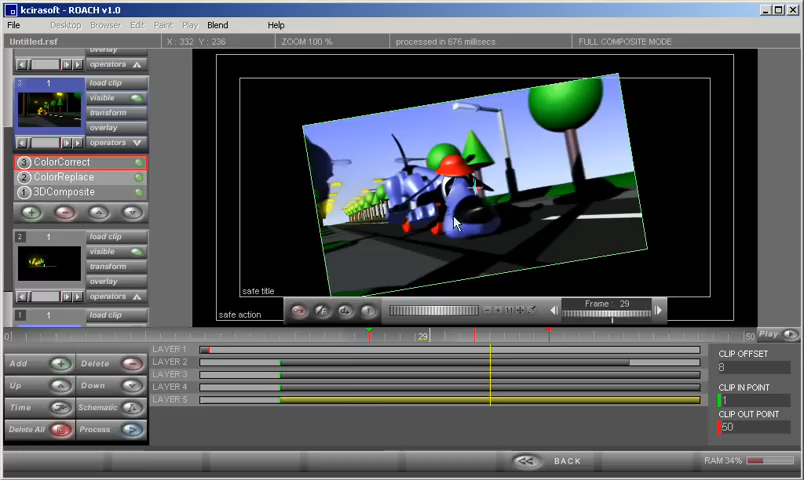 kcirasoft - ROACH v1.0
File Desktop Browser Edit Paint Play Blend Help
Untitled.rsf X : 332 Y : 236 ZOOM 100 % processed in 676 millisecs. FULL COMPOSITE MODE
overlay
operators
3 1 load clip
visible
transform
overlay
operators
3 ColorCorrect
2 ColorReplace
1 3DComposite
2 1 load clip
visible
transform
overlay
operators
1 1 load clip
safe title
safe action
1:1
Frame : 29
0 29 50 Play
Add Delete
Up Down
Time Schematic
Delete All Process
LAYER 1
LAYER 2
LAYER 3
LAYER 4
LAYER 5
CLIP OFFSET
8
CLIP IN POINT
1
CLIP OUT POINT
50
BACK
RAM 34%